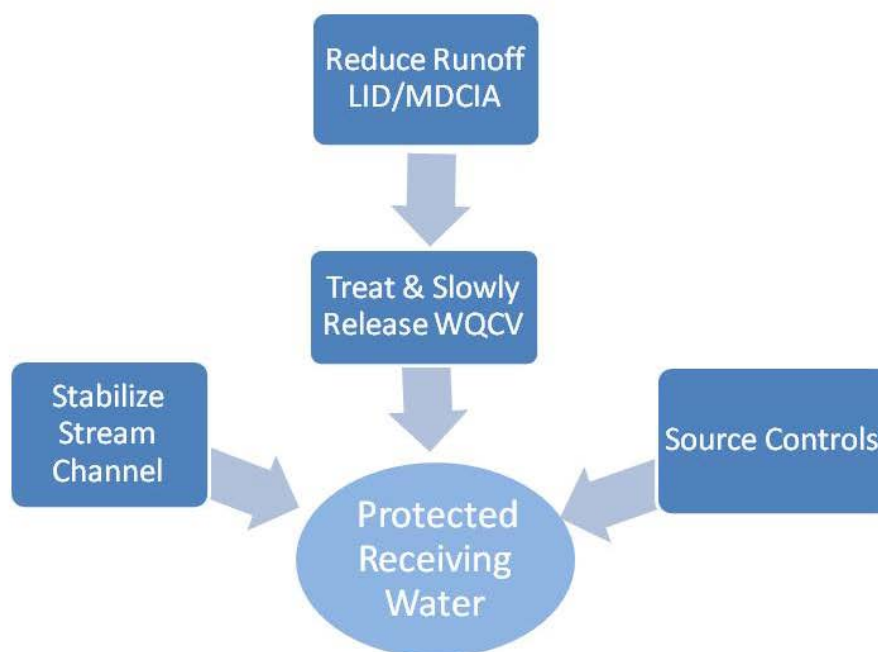 Reduce Runoff
LID/MDCIA
Treat & Slowly
Release WQCV
Stabilize
Stream
Channel
Source Controls
Protected
Receiving
Water